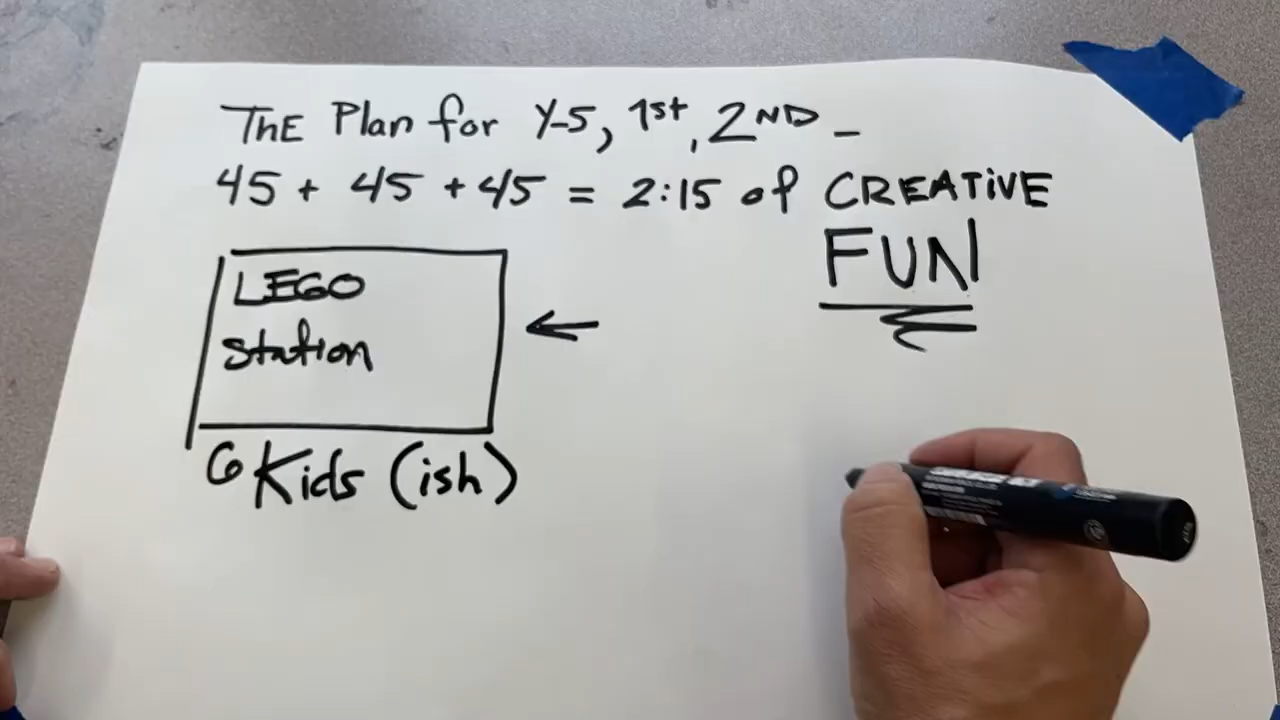 ThE Plan for Y-5, 1st, 2ND –
45 + 45 + 45 = 2:15 of CREATiVE
FUN
LEGO
Station
6 Kids (ish)